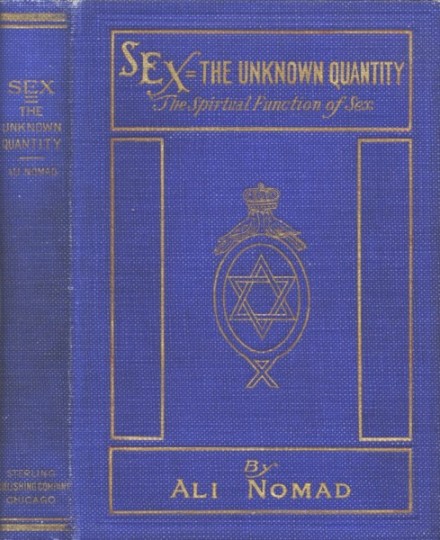 SEX
=
THE
UNKNOWN
QUANTITY
ALI NOMAD
STERLING
PUBLISHING COMPANY
CHICAGO
SEX=THE UNKNOWN QUANTITY
The Spirtual Function of Sex.
By
ALI NOMAD